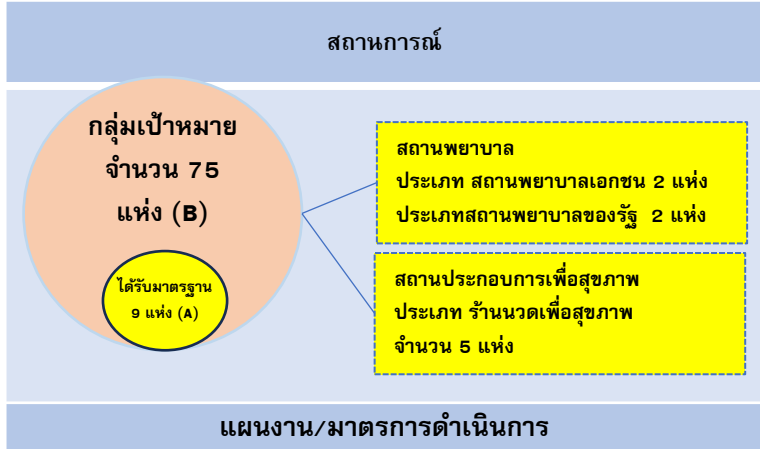 สถานการณ์
กลุ่มเป้าหมาย
จำนวน 75
แห่ง (B)
ได้รับมาตรฐาน
9 แห่ง (A)
สถานพยาบาล
ประเภท สถานพยาบาลเอกชน 2 แห่ง
ประเภทสถานพยาบาลของรัฐ 2 แห่ง
สถานประกอบการเพื่อสุขภาพ
ประเภท ร้านนวดเพื่อสุขภาพ
จำนวน 5 แห่ง
แผนงาน/มาตรการดำเนินการ